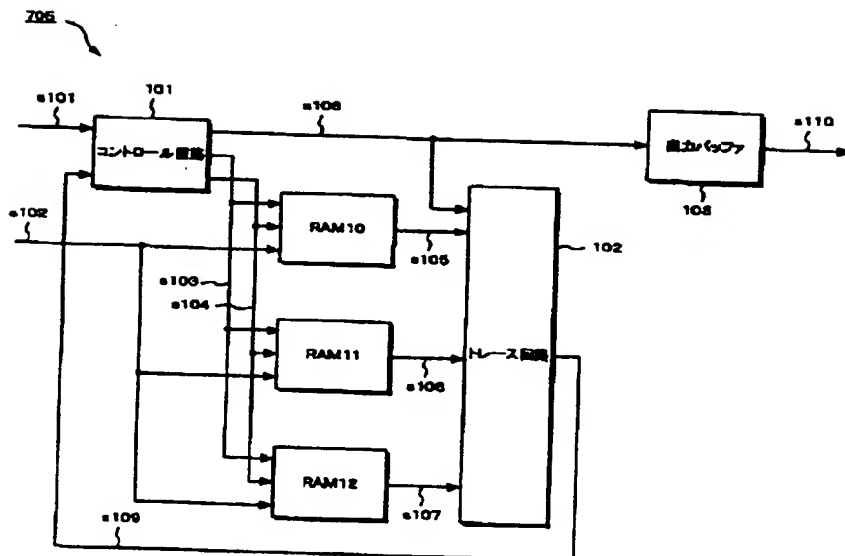 706
101
s101
s108
s110
コントロール回路
出力バッファ
s102
103
RAM10
102
s105
s103
s104
RAM11
トレース回路
s106
RAM12
s107
s109